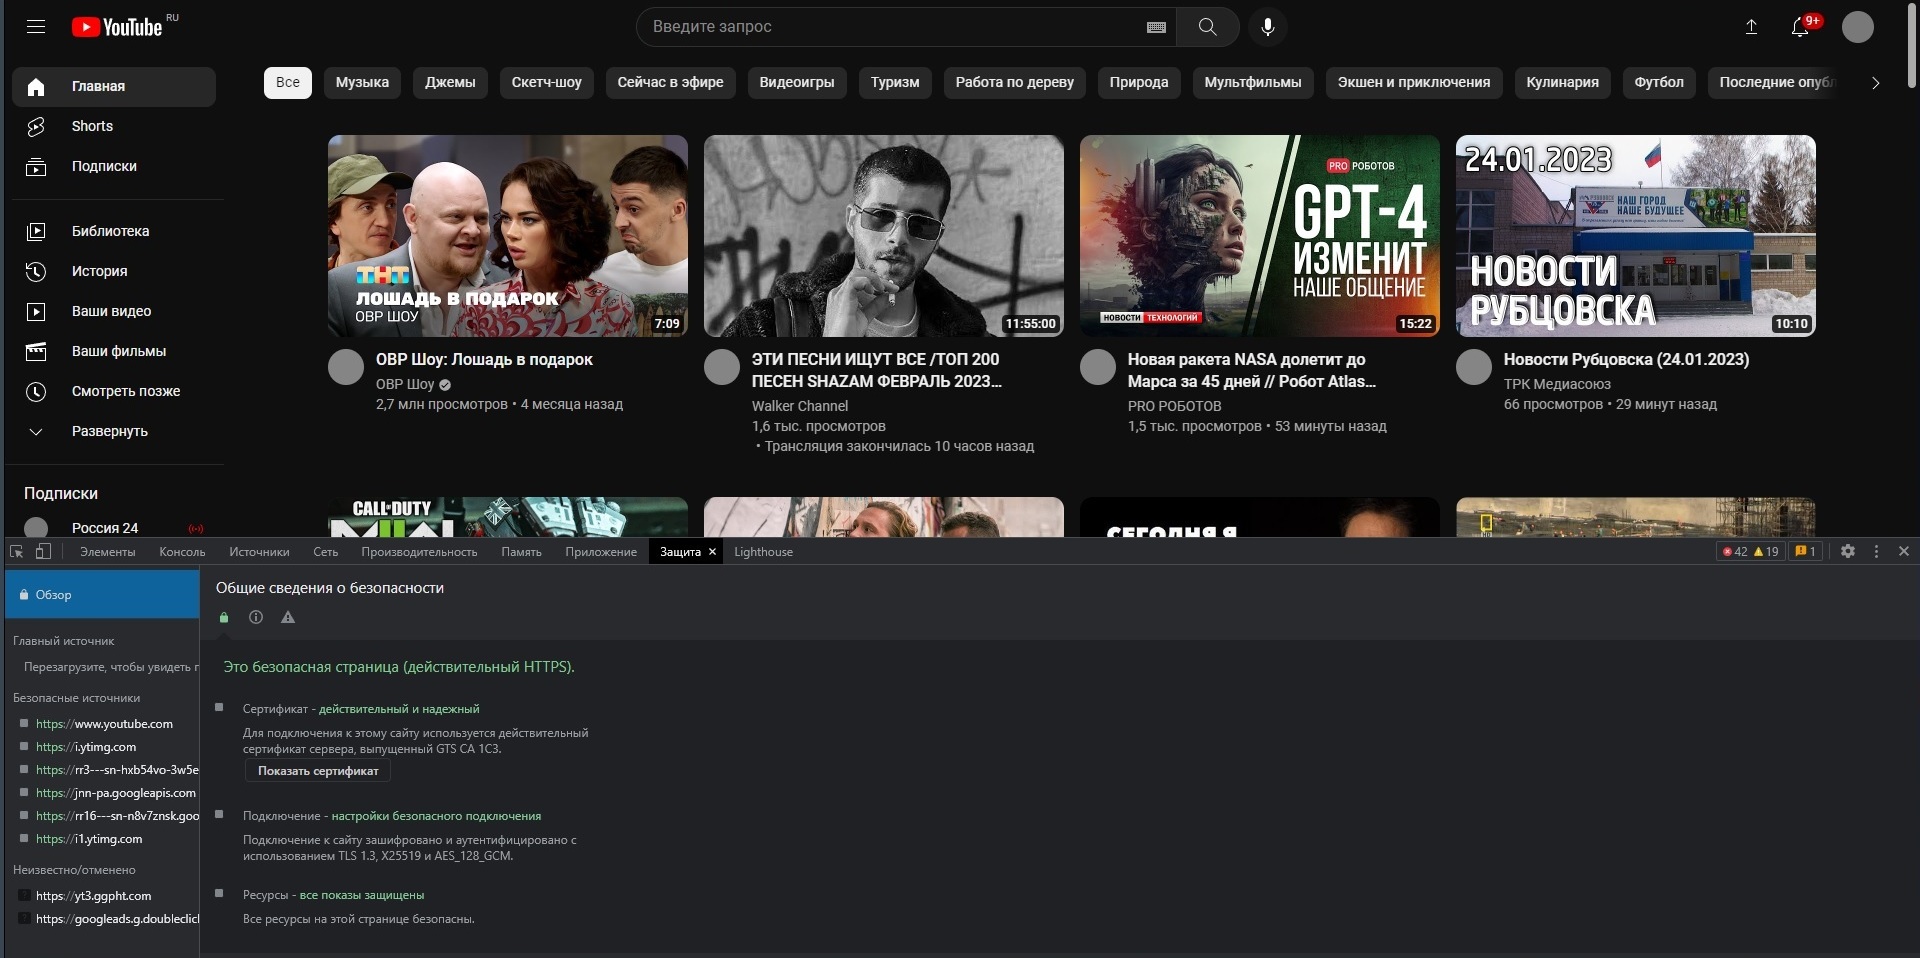 YouTube RU
Введите запрос
9+
Главная
Shorts
Подписки
Библиотека
История
Ваши видео
Ваши фильмы
Смотреть позже
Развернуть
Подписки
Россия 24
Все Музыка Джемы Скетч-шоу Сейчас в эфире Видеоигры Туризм Работа по дереву Природа Мультфильмы Экшен и приключения Кулинария Футбол Последние опубл
ТНТ
ЛОШАДЬ В ПОДАРОК
ОВР ШОУ
7:09
ОВР Шоу: Лошадь в подарок
ОВР Шоу
2,7 млн просмотров • 4 месяца назад
11:55:00
ЭТИ ПЕСНИ ИЩУТ ВСЕ /ТОП 200
ПЕСЕН SHAZAM ФЕВРАЛЬ 2023...
Walker Channel
1,6 тыс. просмотров
• Трансляция закончилась 10 часов назад
PRO РОБОТОВ
GPT-4
ИЗМЕНИТ
НАШЕ ОБЩЕНИЕ
НОВОСТИ ТЕХНОЛОГИЙ
15:22
Новая ракета NASA долетит до
Марса за 45 дней // Робот Atlas...
PRO РОБОТОВ
1,5 тыс. просмотров • 53 минуты назад
24.01.2023
НАШ ГОРОД
НАШЕ БУДУЩЕЕ
НОВОСТИ
РУБЦОВСКА
10:10
Новости Рубцовска (24.01.2023)
ТРК Медиасоюз
66 просмотров • 29 минут назад
CALL OF DUTY
СЕГОДНЯ Я
Элементы Консоль Источники Сеть Производительность Память Приложение Защита × Lighthouse
42 19 1
Обзор
Главный источник
Перезагрузите, чтобы увидеть
Безопасные источники
https://www.youtube.com
https://i.ytimg.com
https://rr3---sn-hxb54vo-3w5e
https://jnn-pa.googleapis.com
https://rr16---sn-n8v7znsk.goo
https://i1.ytimg.com
Неизвестно/отменено
https://yt3.ggpht.com
https://googleads.g.doubleclicl
Общие сведения о безопасности
Это безопасная страница (действительный HTTPS).
Сертификат - действительный и надежный
Для подключения к этому сайту используется действительный
сертификат сервера, выпущенный GTS CA 1C3.
Показать сертификат
Подключение - настройки безопасного подключения
Подключение к сайту зашифровано и аутентифицировано с
использованием TLS 1.3, X25519 и AES_128_GCM.
Ресурсы - все показы защищены
Все ресурсы на этой странице безопасны.